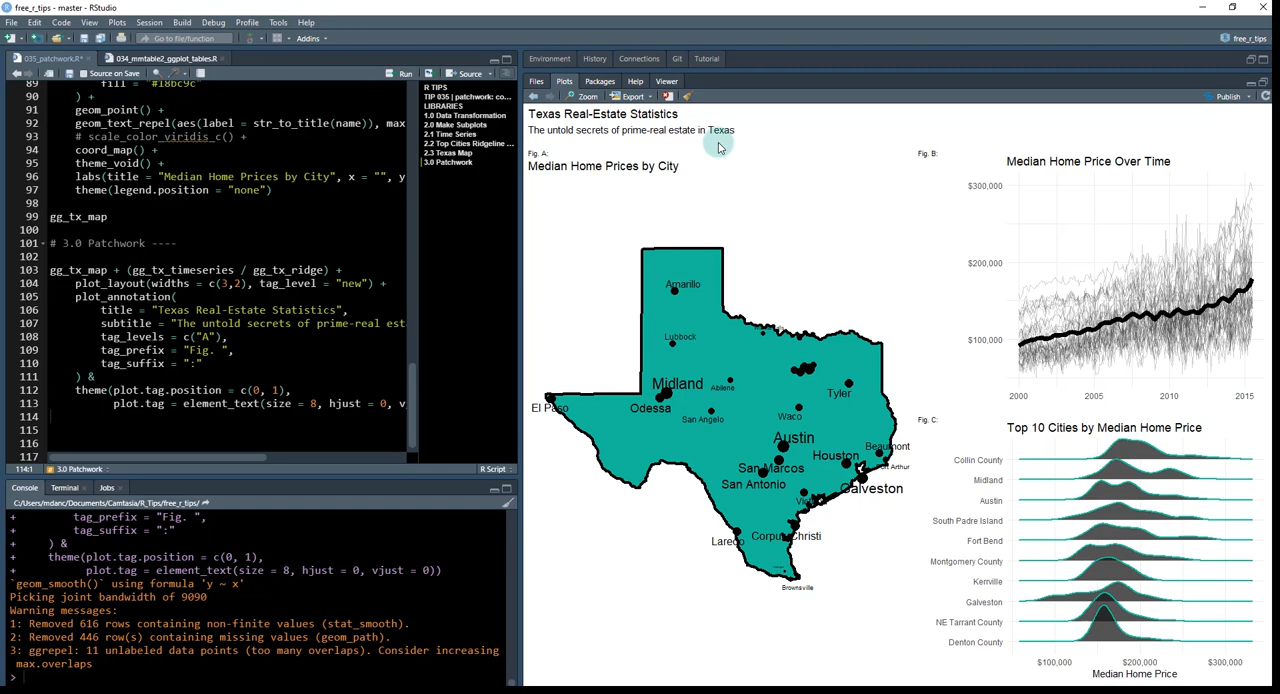 free_r_tips - master - RStudio
File Edit Code View Plots Session Build Debug Profile Tools Help
Go to file/function Addins free_r_tips
035_patchwork.R* 034_mmtable2_ggplot_tables.R
Source on Save Run Source
89 fill = "#18bc9c"
90 ) +
91 geom_point() +
92 geom_text_repel(aes(label = str_to_title(name)), max
93 # scale_color_viridis_c() +
94 coord_map() +
95 theme_void() +
96 labs(title = "Median Home Prices by City", x = "", y
97 theme(legend.position = "none")
98
99 gg_tx_map
100
101 # 3.0 Patchwork ----
102
103 gg_tx_map + (gg_timeseries / gg_tx_ridge) +
104 plot_layout(widths = c(3,2), tag_level = "new") +
105 plot_annotation(
106 title = "Texas Real-Estate Statistics",
107 subtitle = "The untold secrets of prime-real est
108 tag_levels = c("A"),
109 tag_prefix = "Fig. ",
110 tag_suffix = ":"
111 ) &
112 theme(plot.tag.position = c(0, 1),
113 plot.tag = element_text(size = 8, hjust = 0, v
114
115
116
117
114:1 3.0 Patchwork R Script
R TIPS
TIP 035 | patchwork: co...
LIBRARIES
1.0 Data Transformation
2.0 Make Subplots
2.1 Time Series
2.2 Top Cities Ridgeline ...
2.3 Texas Map
3.0 Patchwork
Console Terminal Jobs
C:/Users/mdanc/Documents/Camtasia/R_Tips/free_r_tips/
+ tag_prefix = "Fig. ",
+ tag_suffix = ":"
+ ) &
+ theme(plot.tag.position = c(0, 1),
+ plot.tag = element_text(size = 8, hjust = 0, vjust = 0))
`geom_smooth()` using formula 'y ~ x'
Picking joint bandwidth of 9090
Warning messages:
1: Removed 616 rows containing non-finite values (stat_smooth).
2: Removed 446 row(s) containing missing values (geom_path).
3: ggrepel: 11 unlabeled data points (too many overlaps). Consider increasing
max.overlaps
>
Environment History Connections Git Tutorial
Files Plots Packages Help Viewer
Zoom Export Publish
Texas Real-Estate Statistics
The untold secrets of prime-real estate in Texas
Fig. A:
Median Home Prices by City
Amarillo
Lubbock
Midland
Abilene
Tyler
El Paso
Odessa
San Angelo
Waco
Austin
Beaumont
Houston
Port Arthur
San Marcos
San Antonio
Galveston
Laredo
Corpus Christi
Brownsville
Fig. B:
Median Home Price Over Time
$300,000
$200,000
$100,000
2000 2005 2010 2015
Fig. C:
Top 10 Cities by Median Home Price
Collin County
Midland
Austin
South Padre Island
Fort Bend
Montgomery County
Kerrville
Galveston
NE Tarrant County
Denton County
$100,000 $200,000 $300,000
Median Home Price